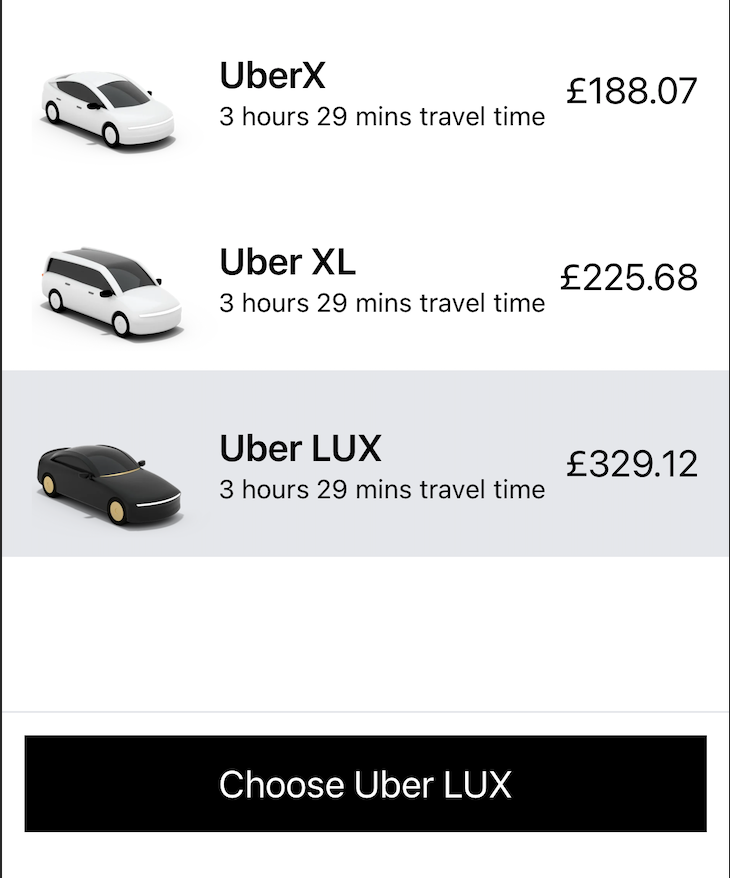 UberX
£188.07
3 hours 29 mins travel time
Uber XL
£225.68
3 hours 29 mins travel time
Uber LUX
£329.12
3 hours 29 mins travel time
Choose Uber LUX